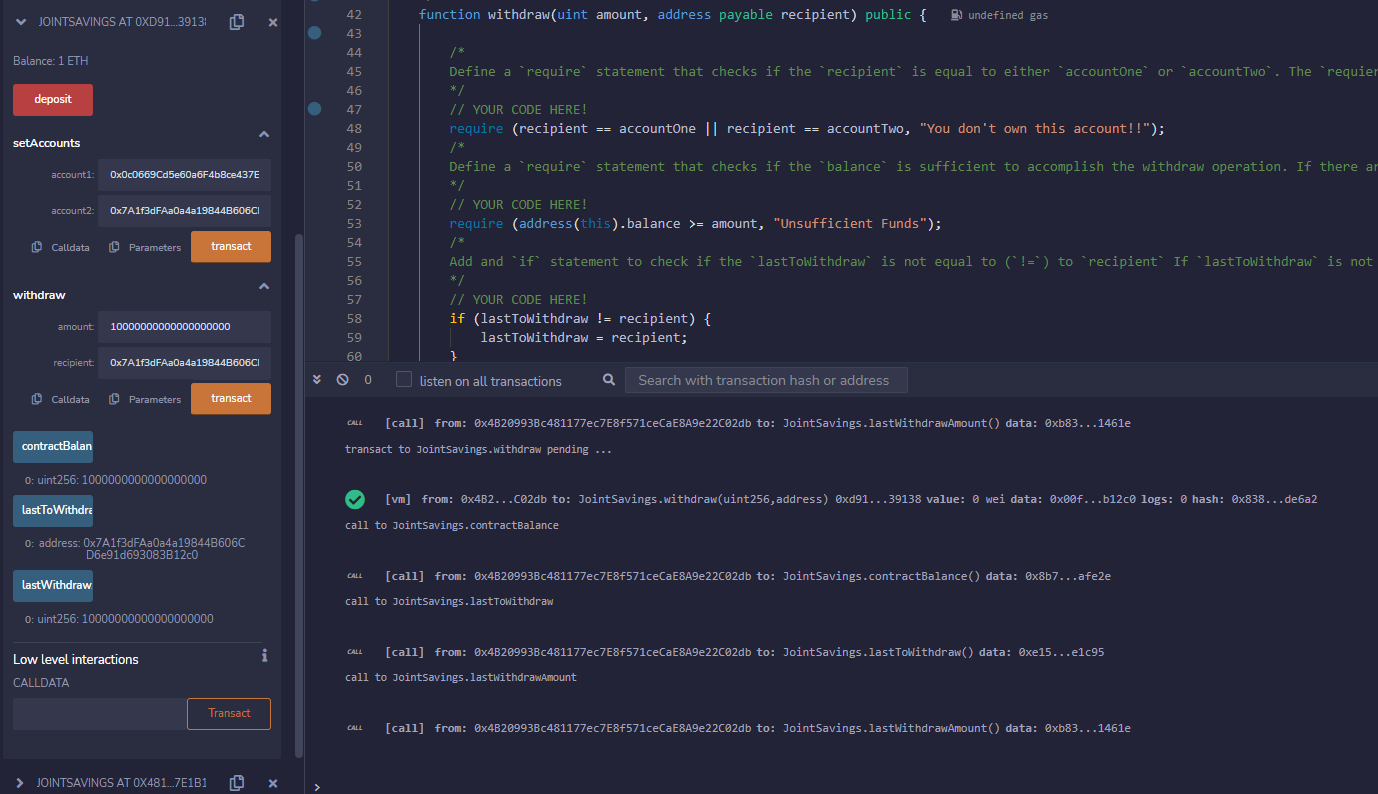 JOINTSAVINGS AT 0XD91...39138
Balance: 1 ETH
deposit
setAccounts
account1: 0x0c0669Cd5e60a6F4b8ce437E
account2: 0x7A1f3dFAa0a4a19844B606Cl
Calldata Parameters transact
withdraw
amount: 10000000000000000000
recipient: 0x7A1f3dFAa0a4a19844B606Cl
Calldata Parameters transact
contractBalan
0: uint256: 1000000000000000000
lastToWithdra
0: address: 0x7A1f3dFAa0a4a19844B606C
D6e91d693083B12c0
lastWithdraw
0: uint256: 10000000000000000000
Low level interactions
CALLDATA
Transact
JOINTSAVINGS AT 0X481...7E1B1
42 function withdraw(uint amount, address payable recipient) public { undefined gas
43
44 /*
45 Define a `require` statement that checks if the `recipient` is equal to either `accountOne` or `accountTwo`. The `requier
46 */
47 // YOUR CODE HERE!
48 require (recipient == accountOne || recipient == accountTwo, "You don't own this account!!");
49 /*
50 Define a `require` statement that checks if the `balance` is sufficient to accomplish the withdraw operation. If there ar
51 */
52 // YOUR CODE HERE!
53 require (address(this).balance >= amount, "Unsufficient Funds");
54 /*
55 Add and `if` statement to check if the `lastToWithdraw` is not equal to (`!=`) to `recipient` If `lastToWithdraw` is not
56 */
57 // YOUR CODE HERE!
58 if (lastToWithdraw != recipient) {
59 lastToWithdraw = recipient;
60 }
0 listen on all transactions Search with transaction hash or address
CALL [call] from: 0x4B20993Bc481177ec7E8f571ceCaE8A9e22C02db to: JointSavings.lastWithdrawAmount() data: 0xb83...1461e
transact to JointSavings.withdraw pending ...
[vm] from: 0x4B2...C02db to: JointSavings.withdraw(uint256,address) 0xd91...39138 value: 0 wei data: 0x00f...b12c0 logs: 0 hash: 0x838...de6a2
call to JointSavings.contractBalance
CALL [call] from: 0x4B20993Bc481177ec7E8f571ceCaE8A9e22C02db to: JointSavings.contractBalance() data: 0x8b7...afe2e
call to JointSavings.lastToWithdraw
CALL [call] from: 0x4B20993Bc481177ec7E8f571ceCaE8A9e22C02db to: JointSavings.lastToWithdraw() data: 0xe15...e1c95
call to JointSavings.lastWithdrawAmount
CALL [call] from: 0x4B20993Bc481177ec7E8f571ceCaE8A9e22C02db to: JointSavings.lastWithdrawAmount() data: 0xb83...1461e
>